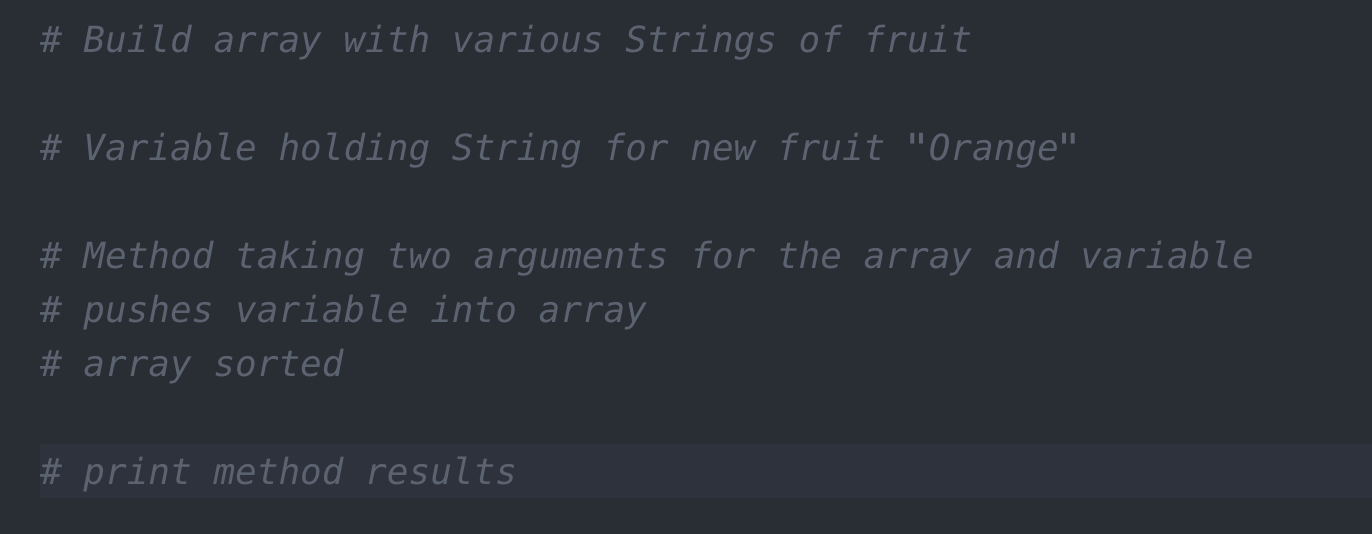 # Build array with various Strings of fruit
# Variable holding String for new fruit "Orange"
# Method taking two arguments for the array and variable
# pushes variable into array
# array sorted
# print method results